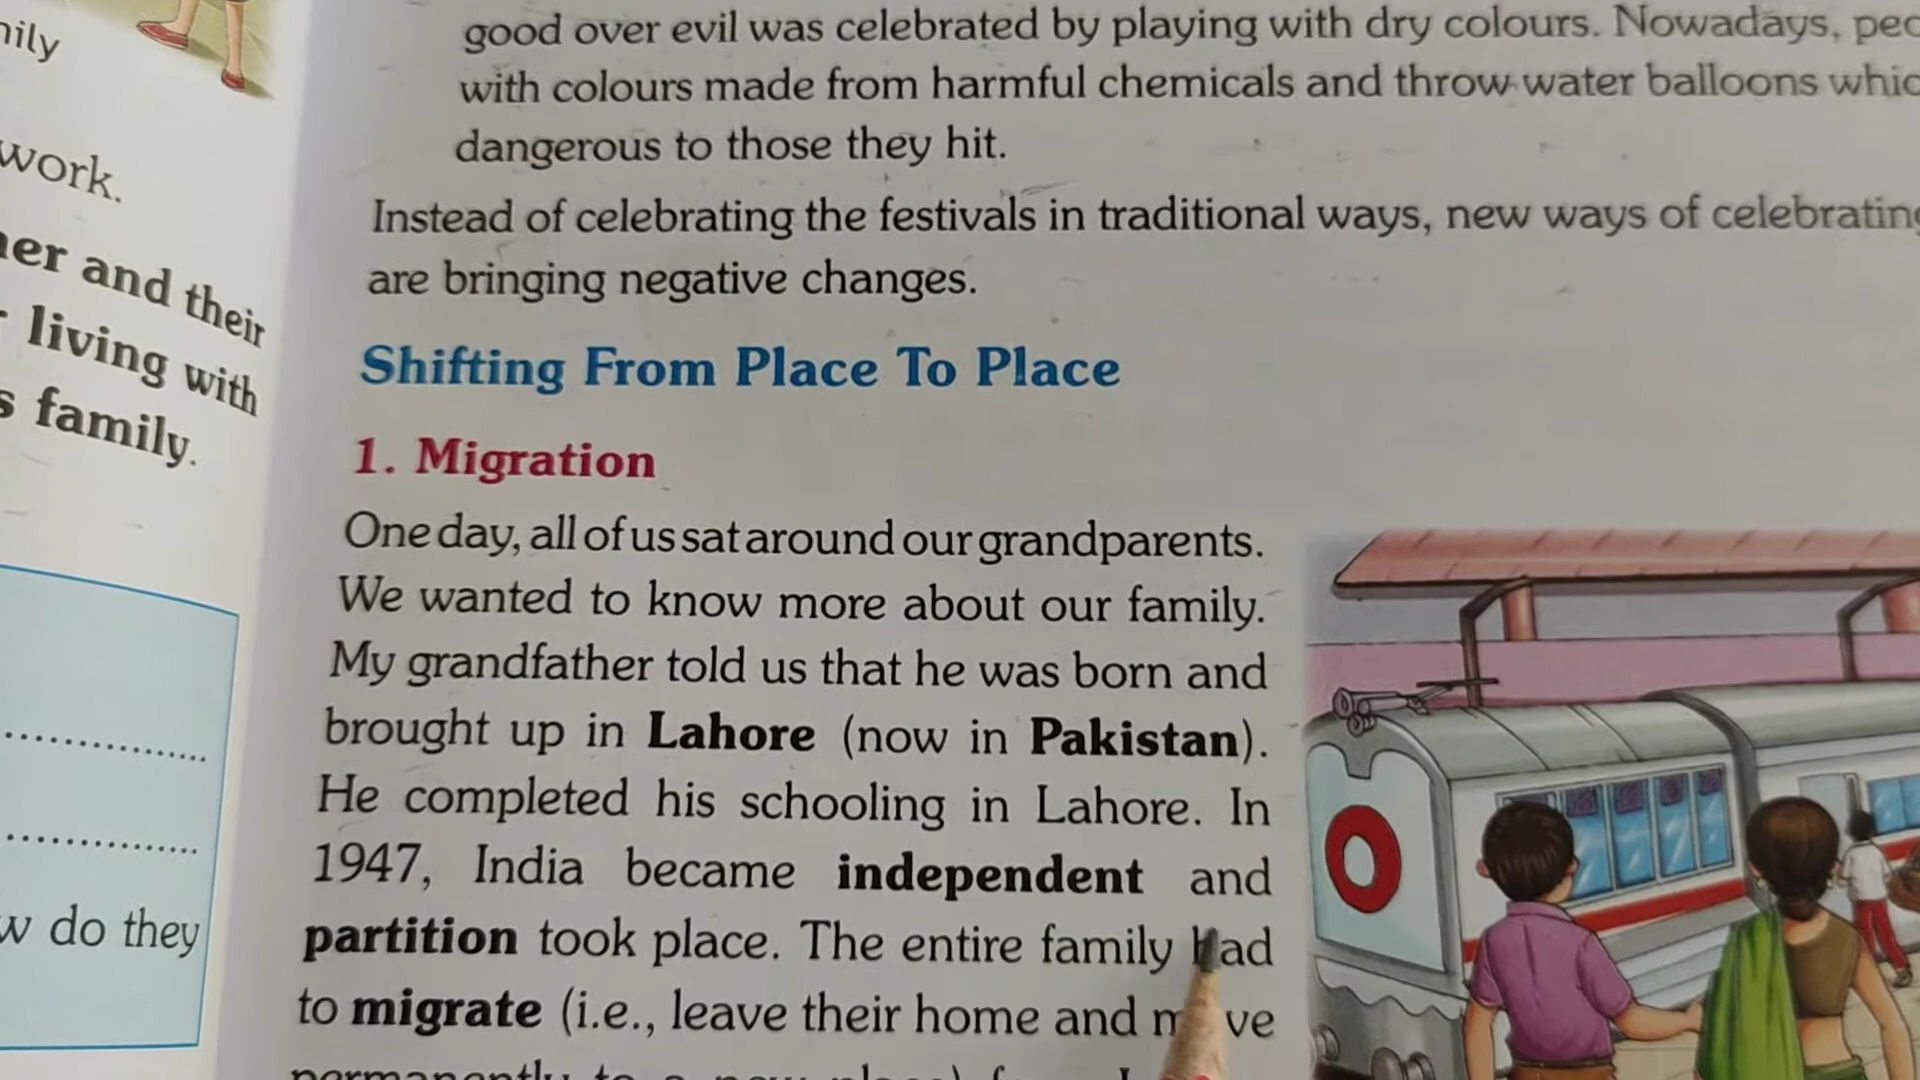 work.
and their
living with
family.
do they
good over evil was celebrated by playing with dry colours. Nowadays,
with colours made from harmful chemicals and throw water balloons
dangerous to those they hit.
Instead of celebrating the festivals in traditional ways, new ways of celebrating
are bringing negative changes.
Shifting From Place To Place
1. Migration
One day, all of us sat around our grandparents.
We wanted to know more about our family.
My grandfather told us that he was born and
brought up in Lahore (now in Pakistan).
He completed his schooling in Lahore. In
1947, India became independent and
partition took place. The entire family had
to migrate (i.e., leave their home and move
permanently to a new place)